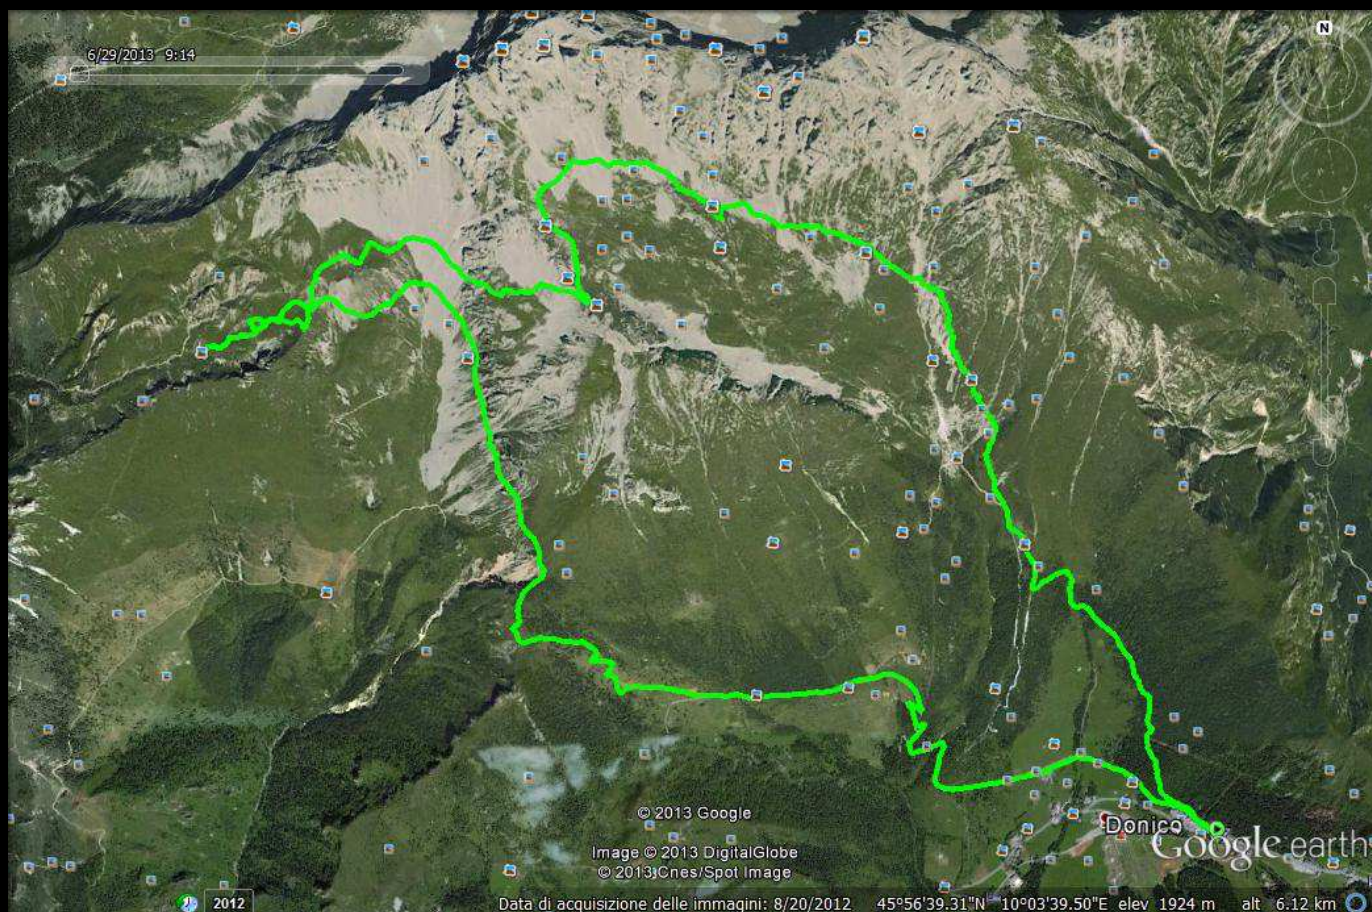 6/29/2013 9:14
N
© 2013 Google
Donico
Image © 2013 DigitalGlobe
Google earth
© 2013 Cnes/Spot Image
2012
Data di acquisizione delle immagini: 8/20/2012 45°56'39.31"N 10°03'39.50"E elev 1924 m alt 6.12 km